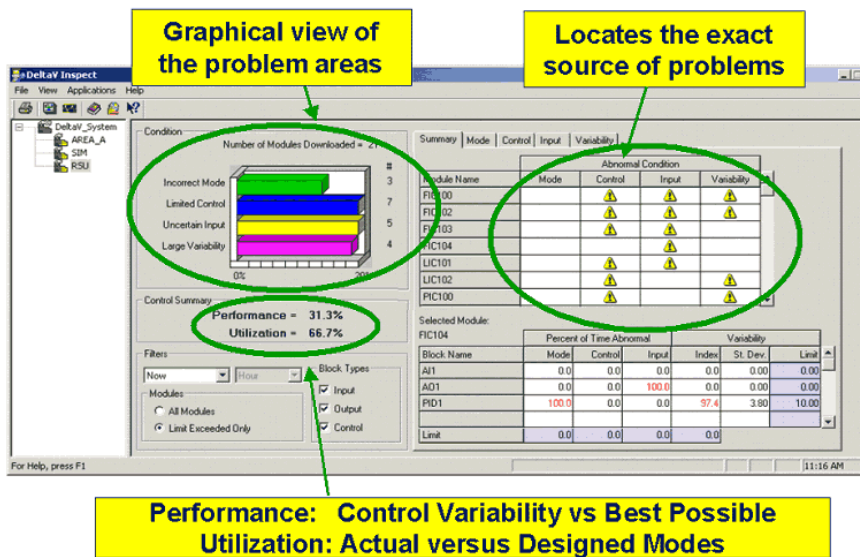 Graphical view of
the problem areas
Locates the exact
source of problems
DeltaV Inspect
File View Applications Help
DeltaV_System
AREA_A
SIM
RSU
Condition
Number of Modules Downloaded = 21
#
Incorrect Mode 3
Limited Control 7
Uncertain Input 5
Large Variability 4
0% 20%
Control Summary
Performance = 31.3%
Utilization = 66.7%
Filters
Now Hour
Modules
All Modules
Limit Exceeded Only
Block Types
Input
Output
Control
Summary Mode Control Input Variability
Abnormal Condition
Module Name Mode Control Input Variability
FIC100
FIC102
FIC103
FIC104
LIC101
LIC102
PIC100
Selected Module:
FIC104
Percent of Time Abnormal Variability
Block Name Mode Control Input Index St. Dev. Limit
AI1 0.0 0.0 0.0 0.0 0.00 0.00
AO1 0.0 0.0 100.0 0.0 0.00 0.00
PID1 100.0 0.0 0.0 97.4 3.80 10.00
Limit 0.0 0.0 0.0 0.0
For Help, press F1
11:16 AM
Performance: Control Variability vs Best Possible
Utilization: Actual versus Designed Modes